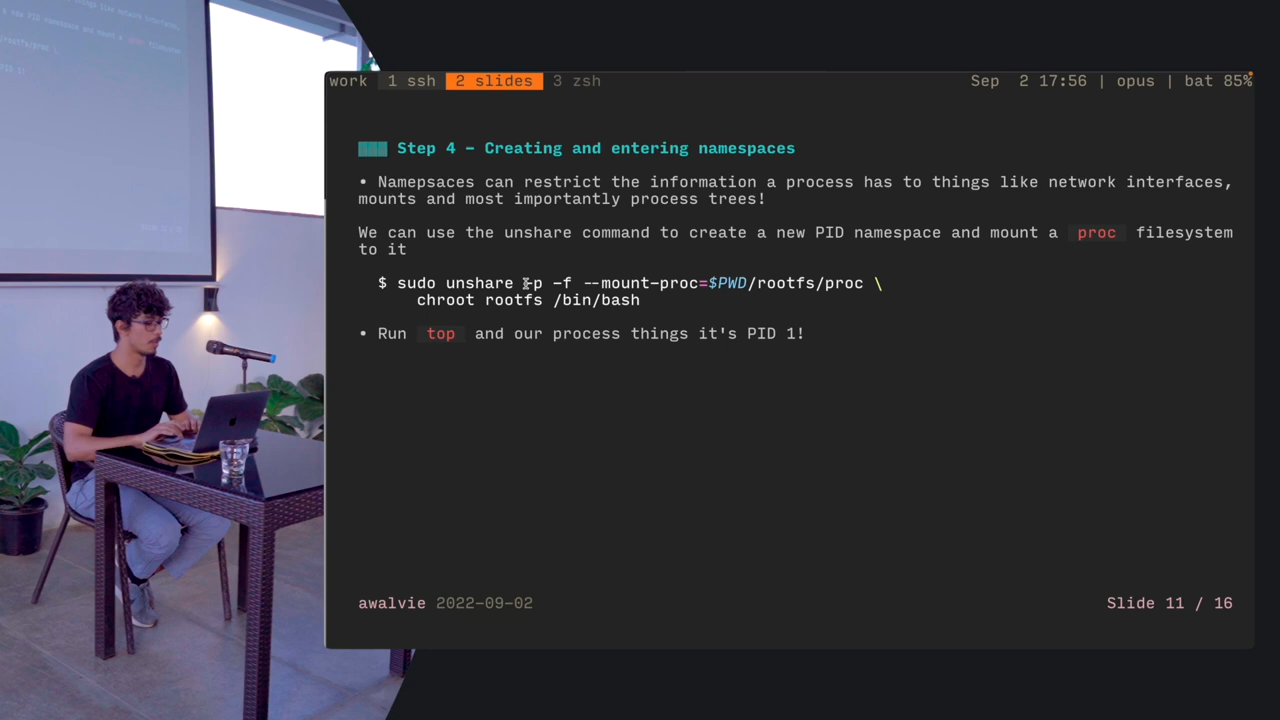 work 1 ssh 2 slides 3 zsh Sep 2 17:56 | opus | bat 85%
Step 4 – Creating and entering namespaces
• Namepsaces can restrict the information a process has to things like network interfaces,
mounts and most importantly process trees!
We can use the unshare command to create a new PID namespace and mount a proc filesystem
to it
$ sudo unshare -p -f --mount-proc=$PWD/rootfs/proc \
chroot rootfs /bin/bash
• Run top and our process things it's PID 1!
awalvie 2022-09-02 Slide 11 / 16